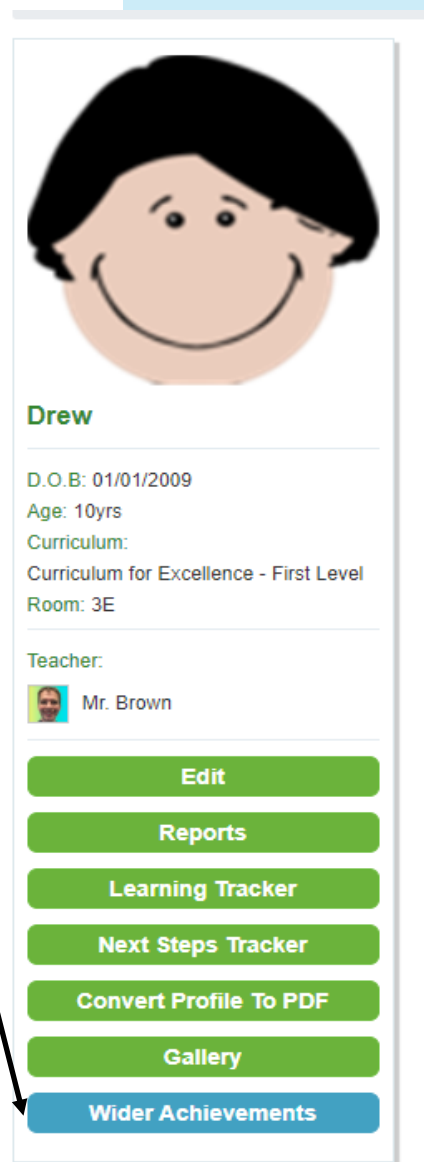 Drew
D.O.B: 01/01/2009
Age: 10yrs
Curriculum:
Curriculum for Excellence - First Level
Room: 3E
Teacher:
Mr. Brown
Edit
Reports
Learning Tracker
Next Steps Tracker
Convert Profile To PDF
Gallery
Wider Achievements